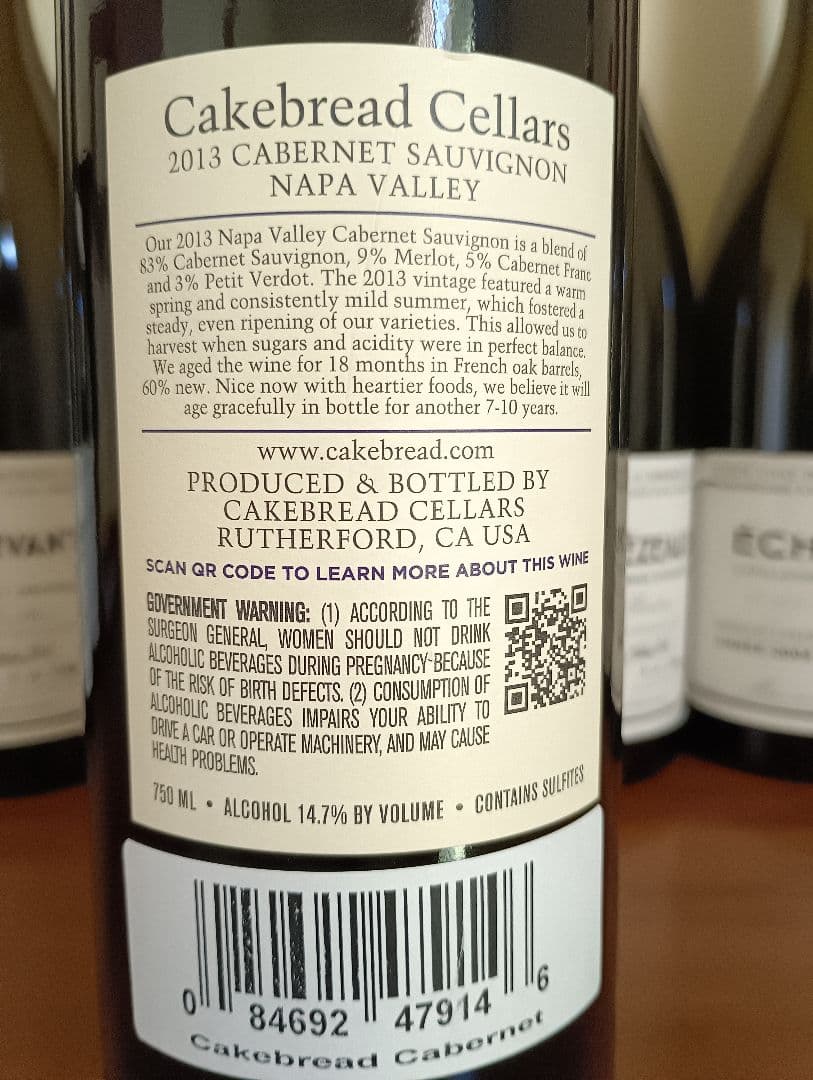 Cakebread Cellars
2013 CABERNET SAUVIGNON
NAPA VALLEY
Our 2013 Napa Valley Cabernet Sauvignon is a blend of
83% Cabernet Sauvignon, 9% Merlot, 5% Cabernet Franc
and 3% Petit Verdot. The 2013 vintage featured a warm
spring and consistently mild summer, which fostered a
steady, even ripening of our varieties. This allowed us to
harvest when sugars and acidity were in perfect balance.
We aged the wine for 18 months in French oak barrels,
60% new. Nice now with heartier foods, we believe it will
age gracefully in bottle for another 7-10 years.
www.cakebread.com
PRODUCED & BOTTLED BY
CAKEBREAD CELLARS
RUTHERFORD, CA USA
SCAN QR CODE TO LEARN MORE ABOUT THIS WINE
GOVERNMENT WARNING: (1) ACCORDING TO THE
SURGEON GENERAL, WOMEN SHOULD NOT DRINK
ALCOHOLIC BEVERAGES DURING PREGNANCY BECAUSE
OF THE RISK OF BIRTH DEFECTS. (2) CONSUMPTION OF
ALCOHOLIC BEVERAGES IMPAIRS YOUR ABILITY TO
DRIVE A CAR OR OPERATE MACHINERY, AND MAY CAUSE
HEALTH PROBLEMS.
750 ML • ALCOHOL 14.7% BY VOLUME • CONTAINS SULFITES
0 84692 47914 6
Cakebread Cabernet
ÉCH